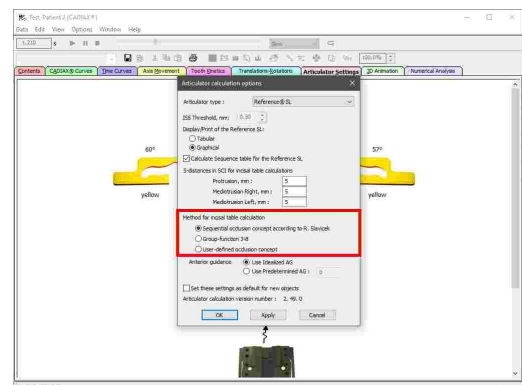 Test, Patient 2 [CADIAX®]
Data Edit View Options Window Help
1.210 s
100.0%
Contents CADIAX® Curves Time Curves Axis Movement Tooth Kinetics Translations-Rotations Articulator Settings 3D Animation Numerical Analysis
Articulator calculation options
Articulator type : Reference® SL
ISS Threshold, mm: 0.30
Display/Print of the Reference SL:
Tabular
Graphical
60° 57°
Calculate Sequence table for the Reference SL
S-distances in SCI for incisal table calculations
Protrusion, mm : 5
yellow Mediotrusion Right, mm : 5 yellow
Mediotrusion Left, mm : 5
Method for incisal table calculation
Sequential occlusion concept according to R. Slavicek
Group-function 3-8
User-defined occlusion concept
Anterior guidance Use Idealized AG
Use Predetermined AG : 0
Set these settings as default for new objects
Articulator calculation version number : 2. 49. 0
OK Apply Cancel